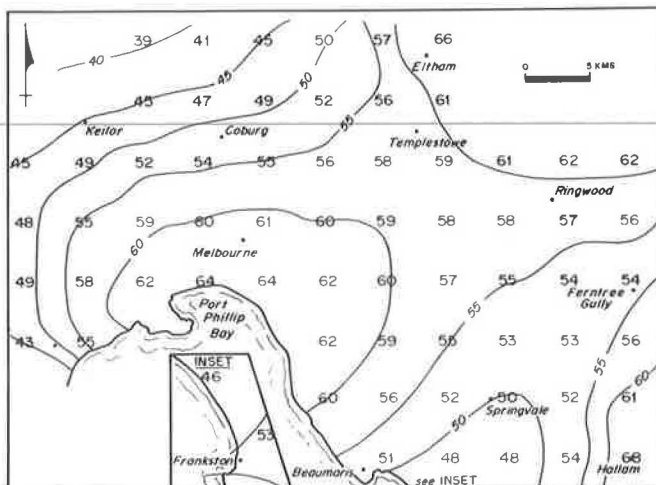 39 41 45 50 57 66
Eltham
0 5 KMS
40
45
50
45 47 49 52 56 61
55
Keilor Coburg Templestowe
45 49 52 54 55 56 58 59 61 62 62
Ringwood
48 55 59 60 61 60 59 58 58 57 56
60
Melbourne
49 58 62 64 64 62 60 57 55 54 54
Ferntree
Gully
Port
Phillip
Bay
55
43 55 62 59 55 53 53 56
55
INSET
46
60
60 56 52 50 52 61
Springvale
50
53
Frankston
Beaumaris
51 48 48 54 68
Hallam
see INSET